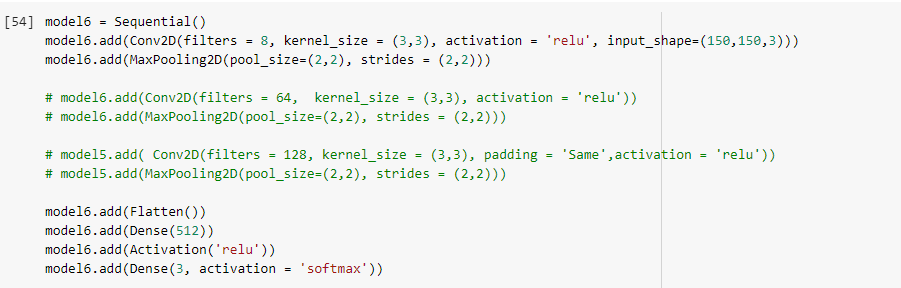 [54] model6 = Sequential()
model6.add(Conv2D(filters = 8, kernel_size = (3,3), activation = 'relu', input_shape=(150,150,3)))
model6.add(MaxPooling2D(pool_size=(2,2), strides = (2,2)))
# model6.add(Conv2D(filters = 64,  kernel_size = (3,3), activation = 'relu'))
# model6.add(MaxPooling2D(pool_size=(2,2), strides = (2,2)))
# model5.add( Conv2D(filters = 128, kernel_size = (3,3), padding = 'Same',activation = 'relu'))
# model5.add(MaxPooling2D(pool_size=(2,2), strides = (2,2)))
model6.add(Flatten())
model6.add(Dense(512))
model6.add(Activation('relu'))
model6.add(Dense(3, activation = 'softmax'))